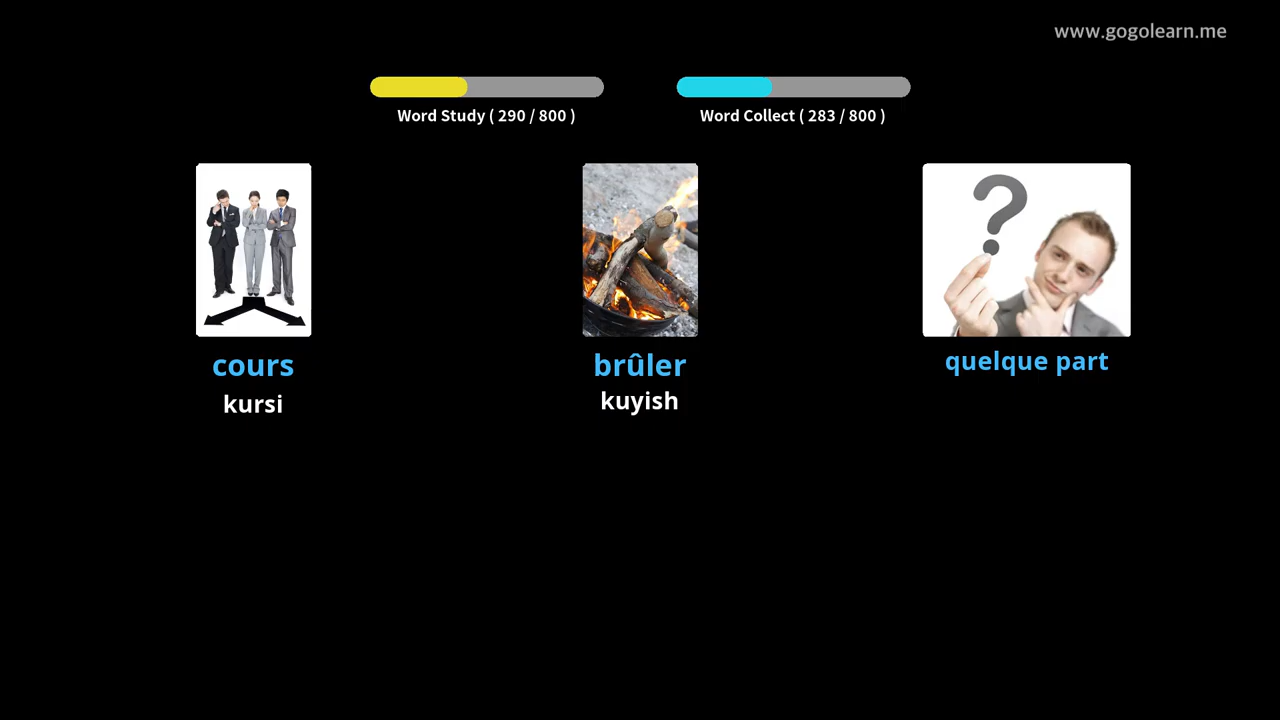 www.gogolearn.me
Word Study ( 290 / 800 )
Word Collect ( 283 / 800 )
cours
kursi
brûler
kuyish
quelque part